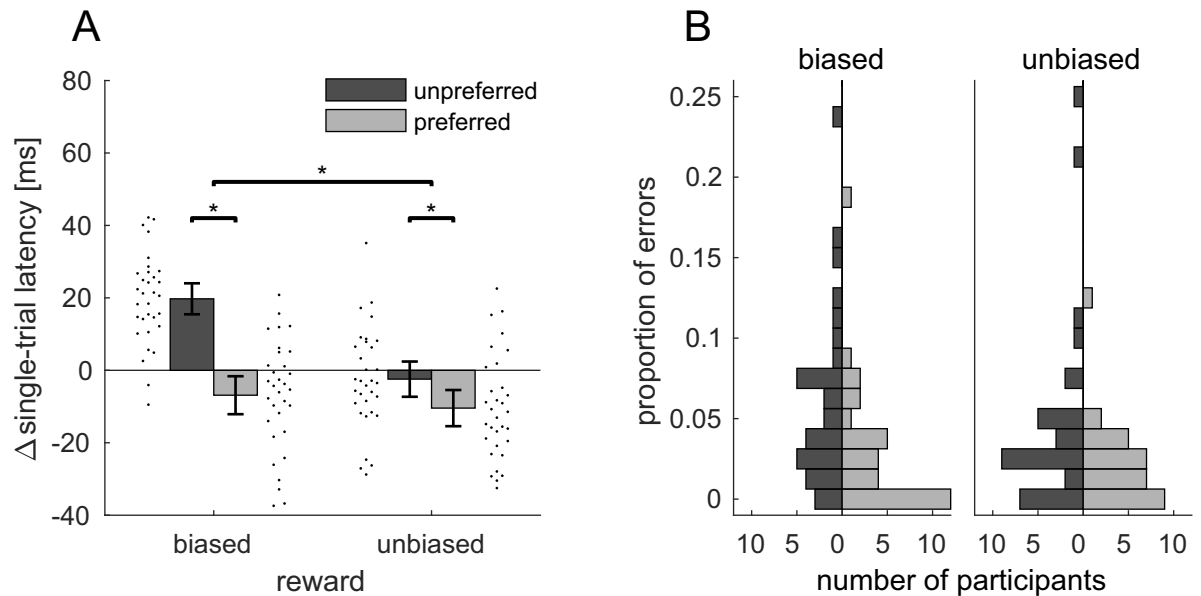 A
80
60
40
20
0
-20
-40
Δ single-trial latency [ms]
unpreferred
preferred
*
*
*
biased
unbiased
reward
B
biased
unbiased
0.25
0.2
0.15
0.1
0.05
0
proportion of errors
10 5 0 5 10
10 5 0 5 10
number of participants